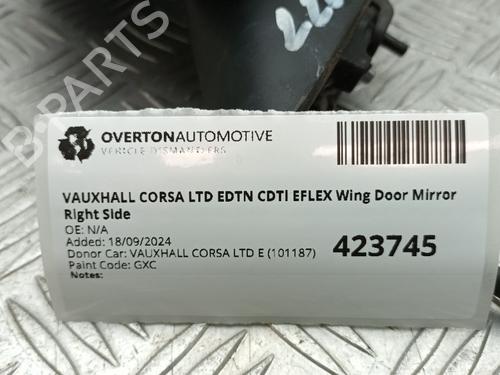 OVERTONAUTOMOTIVE
VEHICLE DISMANTLERS
VAUXHALL CORSA LTD EDTN CDTI EFLEX Wing Door Mirror
Right Side
OE: N/A
Added: 18/09/2024
Donor Car: VAUXHALL CORSA LTD E (101187)
Paint Code: GXC
Notes:
423745
B-PARTS